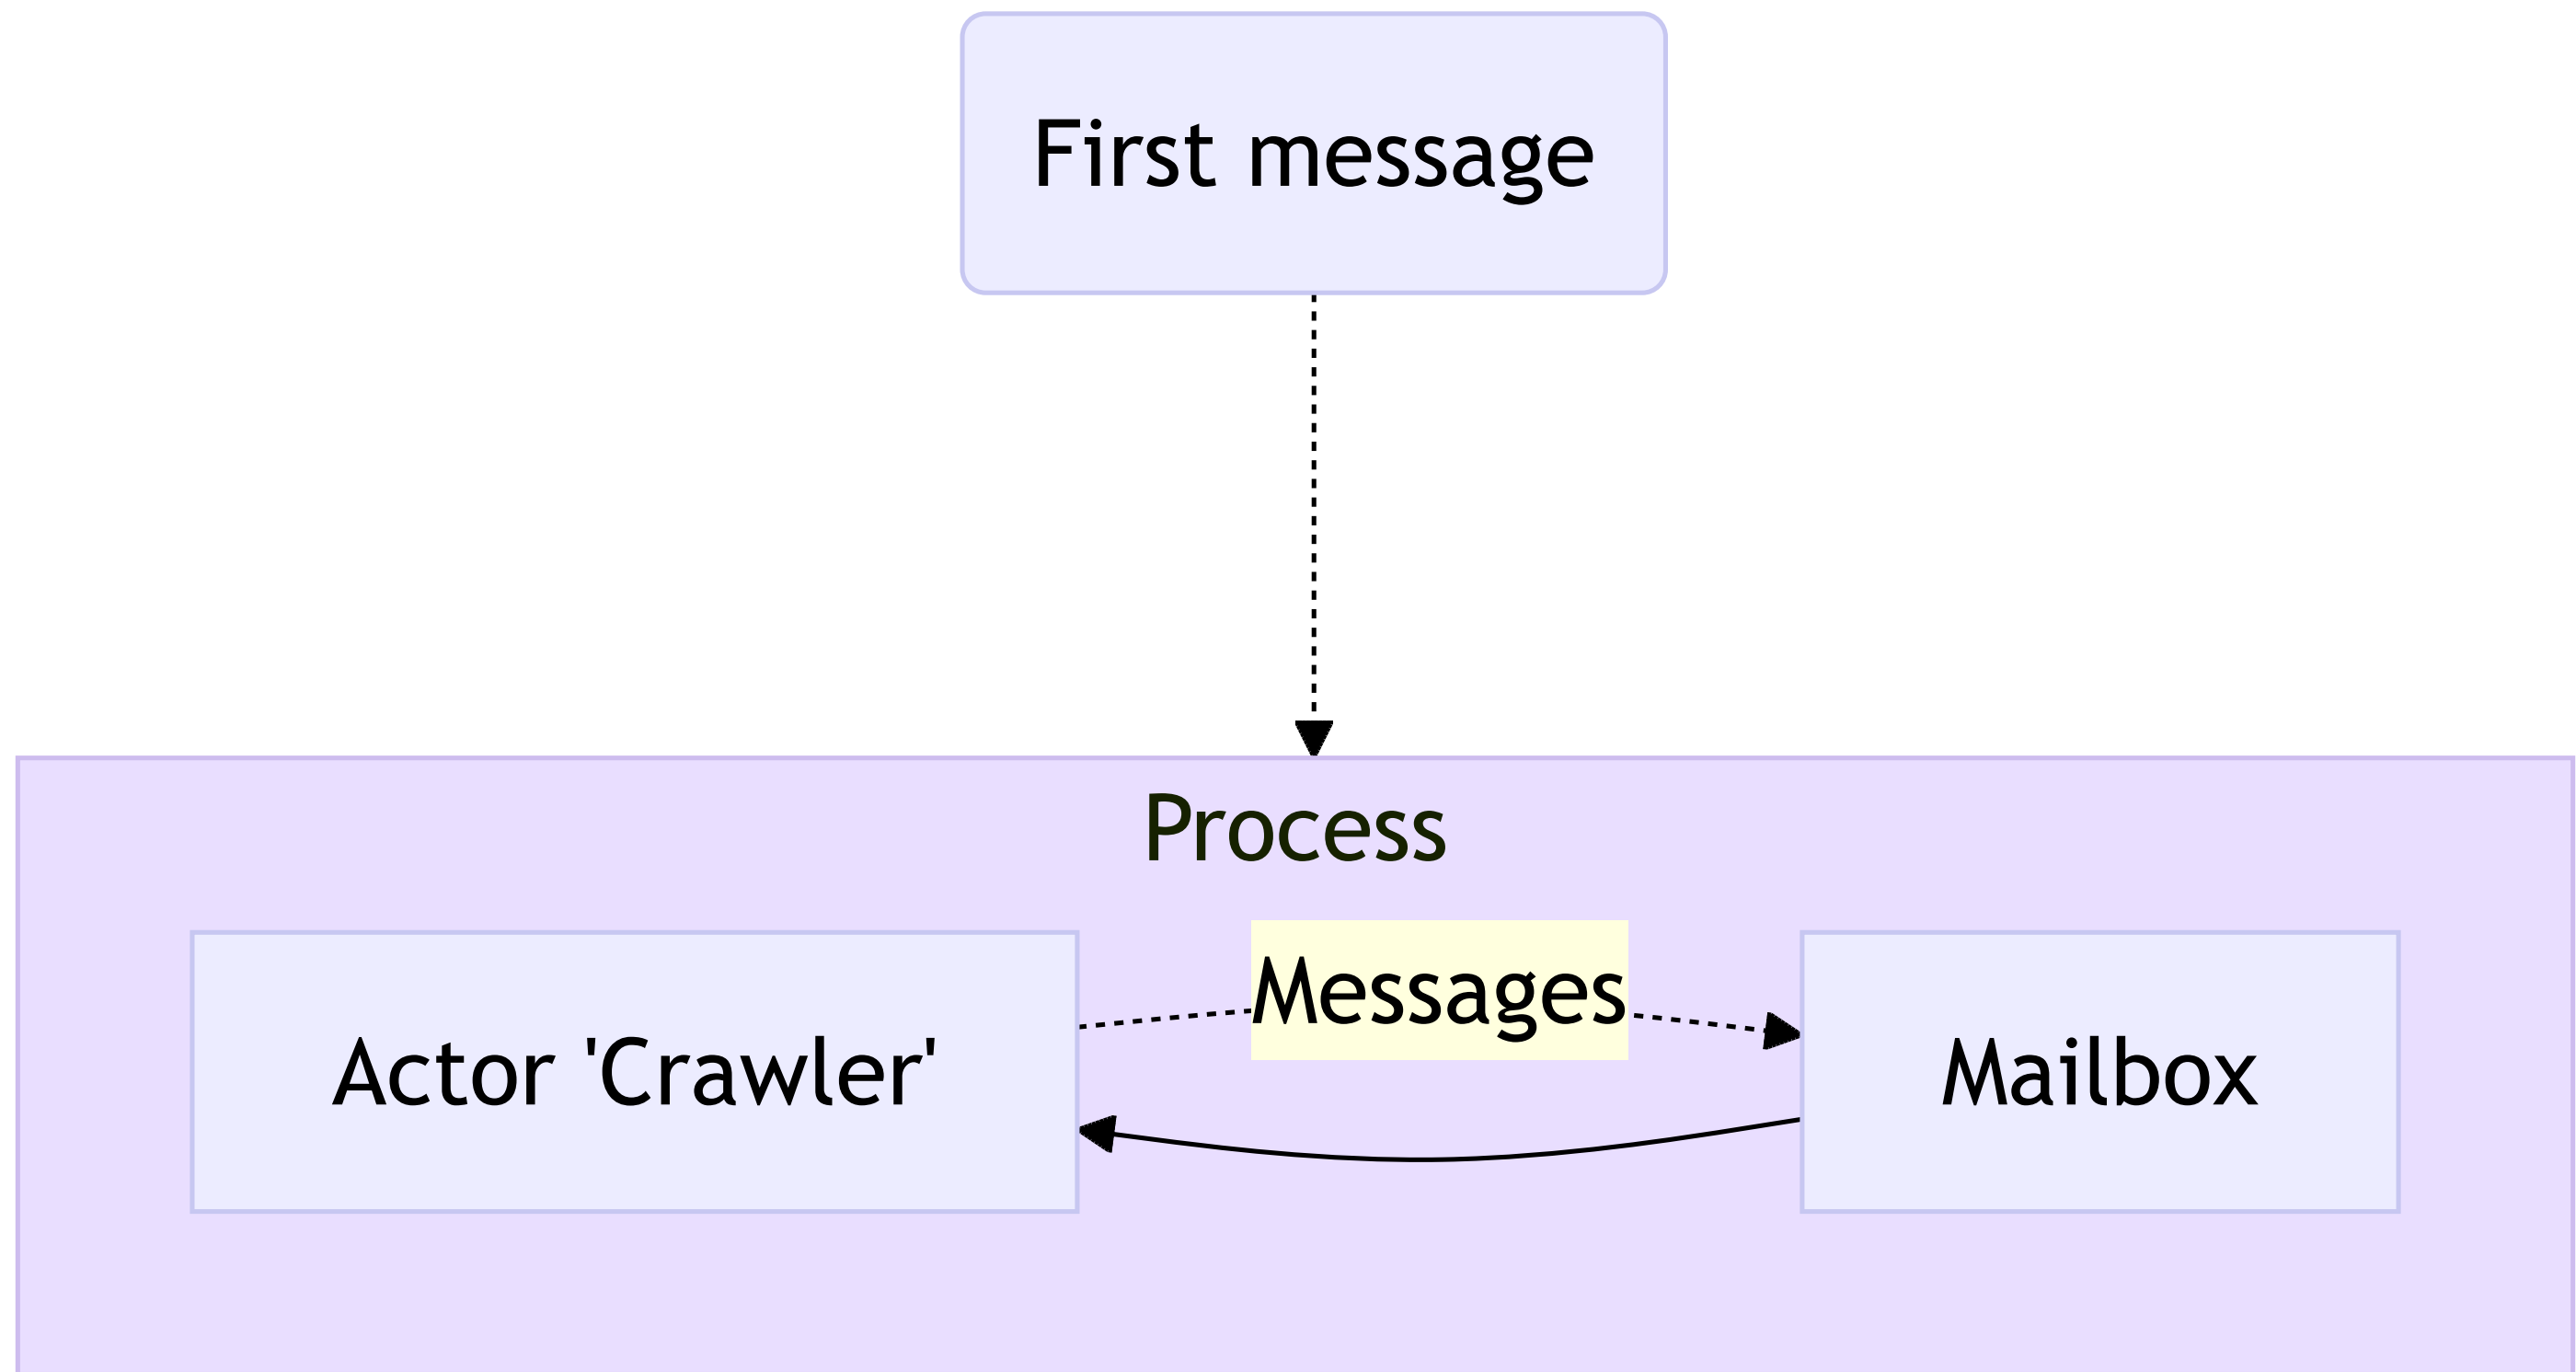 First message
Process
Messages
Actor 'Crawler'
Mailbox